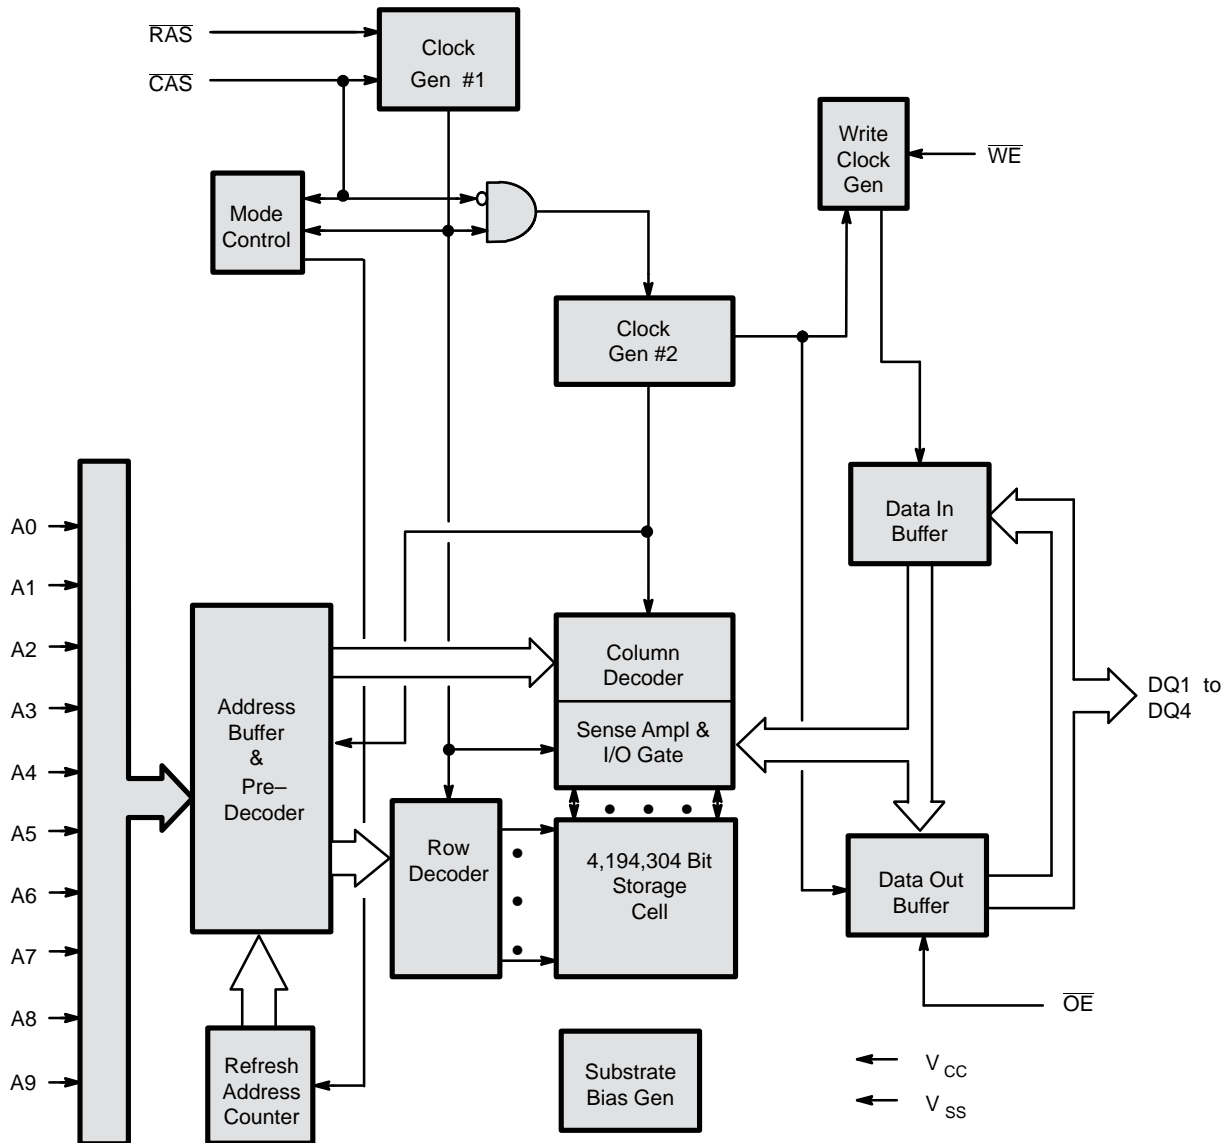 RAS
CAS
Clock
Gen #1
Write
Clock
Gen
WE
Mode
Control
Clock
Gen #2
A0
A1
A2
A3
A4
A5
A6
A7
A8
A9
Address
Buffer
&
Pre–
Decoder
Column
Decoder
Sense Ampl &
I/O Gate
Data In
Buffer
DQ1 to
DQ4
Row
Decoder
4,194,304 Bit
Storage
Cell
Data Out
Buffer
OE
Refresh
Address
Counter
Substrate
Bias Gen
VCC
VSS